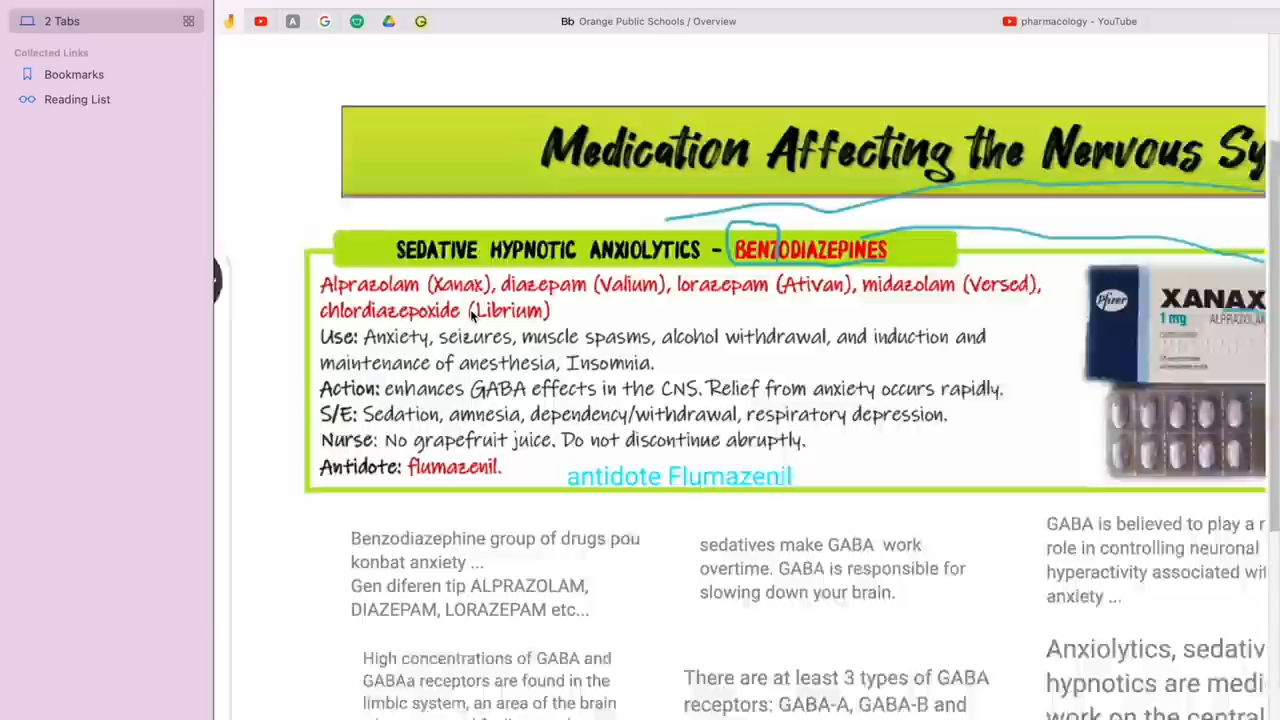 2 Tabs
Collected Links
Bookmarks
Reading List
Bb Orange Public Schools / Overview
pharmacology - YouTube
Medication Affecting the Nervous Sy
SEDATIVE HYPNOTIC ANXIOLYTICS - BENZODIAZEPINES
Alprazolam (Xanax), diazepam (Valium), lorazepam (Ativan), midazolam (Versed),
chlordiazepoxide (Librium)
Use: Anxiety, seizures, muscle spasms, alcohol withdrawal, and induction and
maintenance of anesthesia, Insomnia.
Action: enhances GABA effects in the CNS. Relief from anxiety occurs rapidly.
S/E: Sedation, amnesia, dependency/withdrawal, respiratory depression.
Nurse: No grapefruit juice. Do not discontinue abruptly.
Antidote: flumazenil.
antidote Flumazenil
Pfizer
XANAX
1 mg ALPRAZOLAM
Benzodiazephine group of drugs pou
konbat anxiety ...
Gen diferen tip ALPRAZOLAM,
DIAZEPAM, LORAZEPAM etc...
sedatives make GABA work
overtime. GABA is responsible for
slowing down your brain.
GABA is believed to play a r
role in controlling neuronal
hyperactivity associated wit
anxiety ...
High concentrations of GABA and
GABAa receptors are found in the
limbic system, an area of the brain
There are at least 3 types of GABA
receptors: GABA-A, GABA-B and
Anxiolytics, sedativ
hypnotics are medi
work on the central